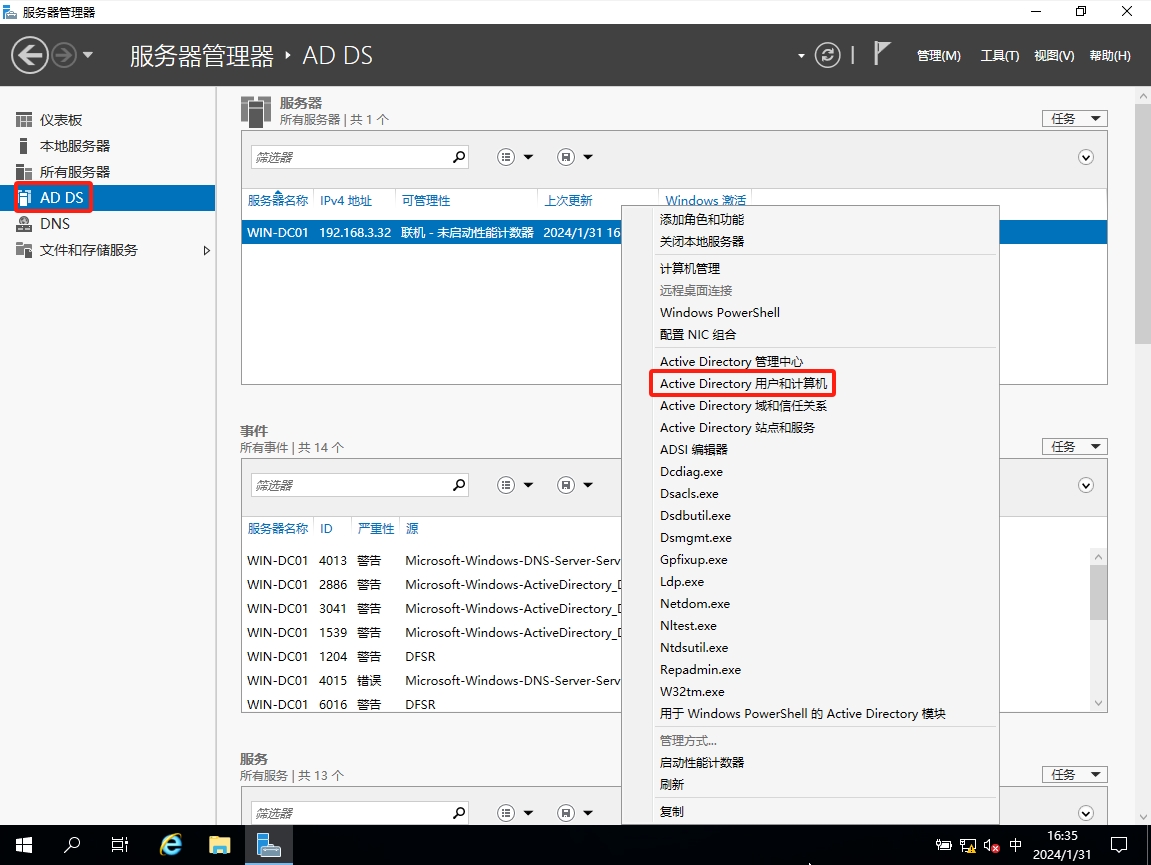 服务器管理器
服务器管理器 ‣ AD DS
管理(M) 工具(T) 视图(V) 帮助(H)
仪表板
本地服务器
所有服务器
AD DS
DNS
文件和存储服务
服务器
所有服务器 | 共 1 个
任务
筛选器
服务器名称 IPv4 地址 可管理性 上次更新 Windows 激活
WIN-DC01 192.168.3.32 联机 - 未启动性能计数器 2024/1/31 16
添加角色和功能
关闭本地服务器
计算机管理
远程桌面连接
Windows PowerShell
配置 NIC 组合
Active Directory 管理中心
Active Directory 用户和计算机
Active Directory 域和信任关系
Active Directory 站点和服务
ADSI 编辑器
Dcdiag.exe
Dsacls.exe
Dsdbutil.exe
Dsmgmt.exe
Gpfixup.exe
Ldp.exe
Netdom.exe
Nltest.exe
Ntdsutil.exe
Repadmin.exe
W32tm.exe
用于 Windows PowerShell 的 Active Directory 模块
管理方式...
启动性能计数器
刷新
复制
事件
所有事件 | 共 14 个
任务
筛选器
服务器名称 ID 严重性 源
WIN-DC01 4013 警告 Microsoft-Windows-DNS-Server-Serv
WIN-DC01 2886 警告 Microsoft-Windows-ActiveDirectory_D
WIN-DC01 3041 警告 Microsoft-Windows-ActiveDirectory_D
WIN-DC01 1539 警告 Microsoft-Windows-ActiveDirectory_D
WIN-DC01 1204 警告 DFSR
WIN-DC01 4015 错误 Microsoft-Windows-DNS-Server-Serv
WIN-DC01 6016 警告 DFSR
服务
所有服务 | 共 13 个
任务
筛选器
中
16:35
2024/1/31